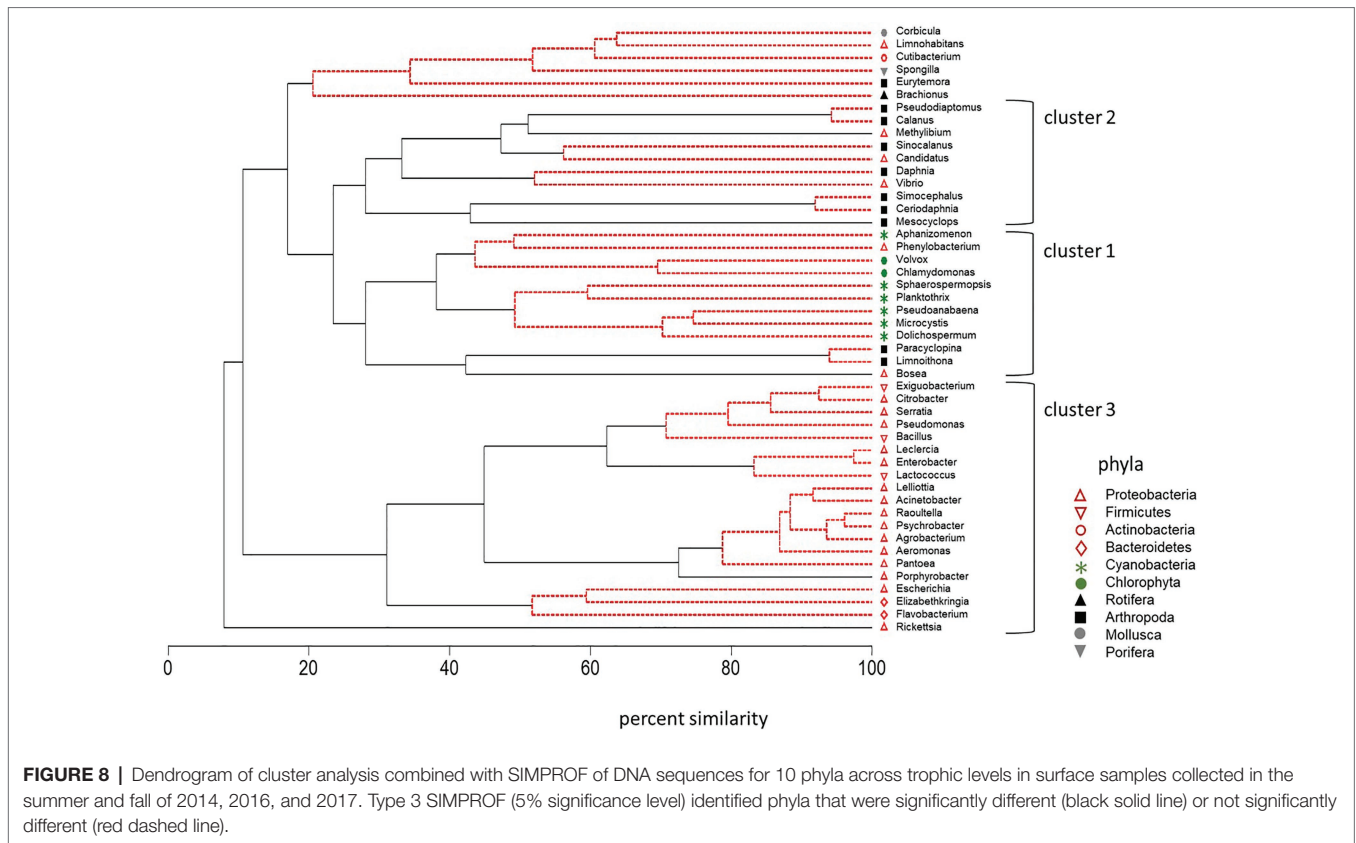 Corbicula
Limnohabitans
Cutibacterium
Spongilla
Eurytemora
Brachionus
Pseudodiaptomus
Calanus
Methylibium
Sinocalanus
Candidatus
Daphnia
Vibrio
Simocephalus
Ceriodaphnia
Mesocyclops
cluster 2
Aphanizomenon
Phenylobacterium
Volvox
Chlamydomonas
Sphaerospermopsis
Planktothrix
Pseudoanabaena
Microcystis
Dolichospermum
Paracyclopina
Limnoithona
Bosea
cluster 1
Exiguobacterium
Citrobacter
Serratia
Pseudomonas
Bacillus
Leclercia
Enterobacter
Lactococcus
Lelliottia
Acinetobacter
Raoultella
Psychrobacter
Agrobacterium
Aeromonas
Pantoea
Porphyrobacter
Escherichia
Elizabethkringia
Flavobacterium
Rickettsia
cluster 3
phyla
Proteobacteria
Firmicutes
Actinobacteria
Bacteroidetes
Cyanobacteria
Chlorophyta
Rotifera
Arthropoda
Mollusca
Porifera
0 20 40 60 80 100
percent similarity
FIGURE 8 | Dendrogram of cluster analysis combined with SIMPROF of DNA sequences for 10 phyla across trophic levels in surface samples collected in the
summer and fall of 2014, 2016, and 2017. Type 3 SIMPROF (5% significance level) identified phyla that were significantly different (black solid line) or not significantly
different (red dashed line).